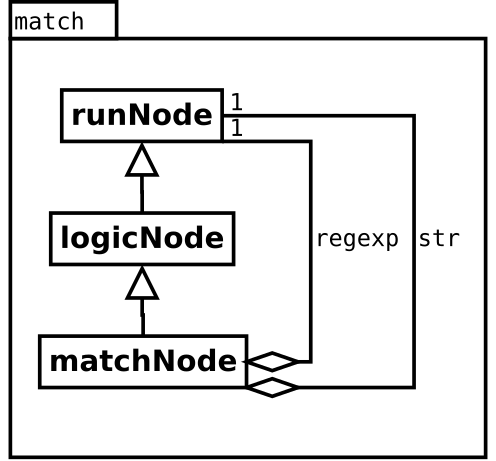 match
runNode
1
1
logicNode
regexp
str
matchNode